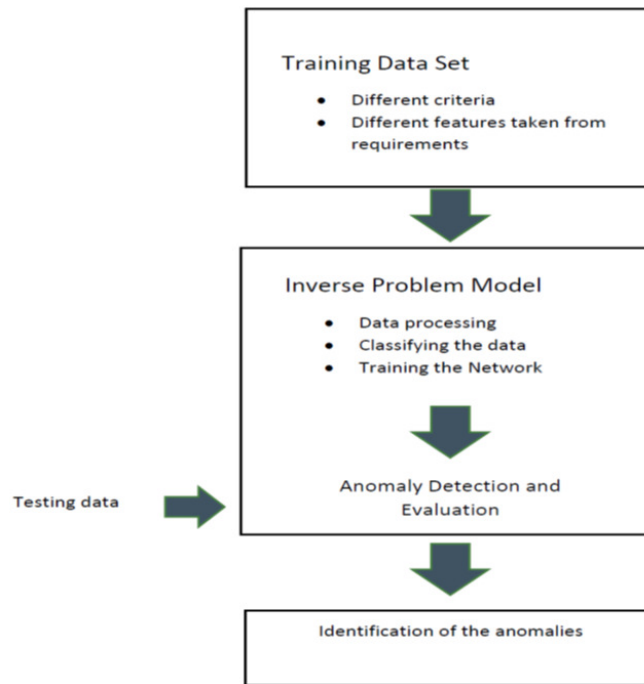 Training Data Set
• Different criteria
• Different features taken from
requirements
Inverse Problem Model
• Data processing
• Classifying the data
• Training the Network
Testing data
Anomaly Detection and
Evaluation
Identification of the anomalies